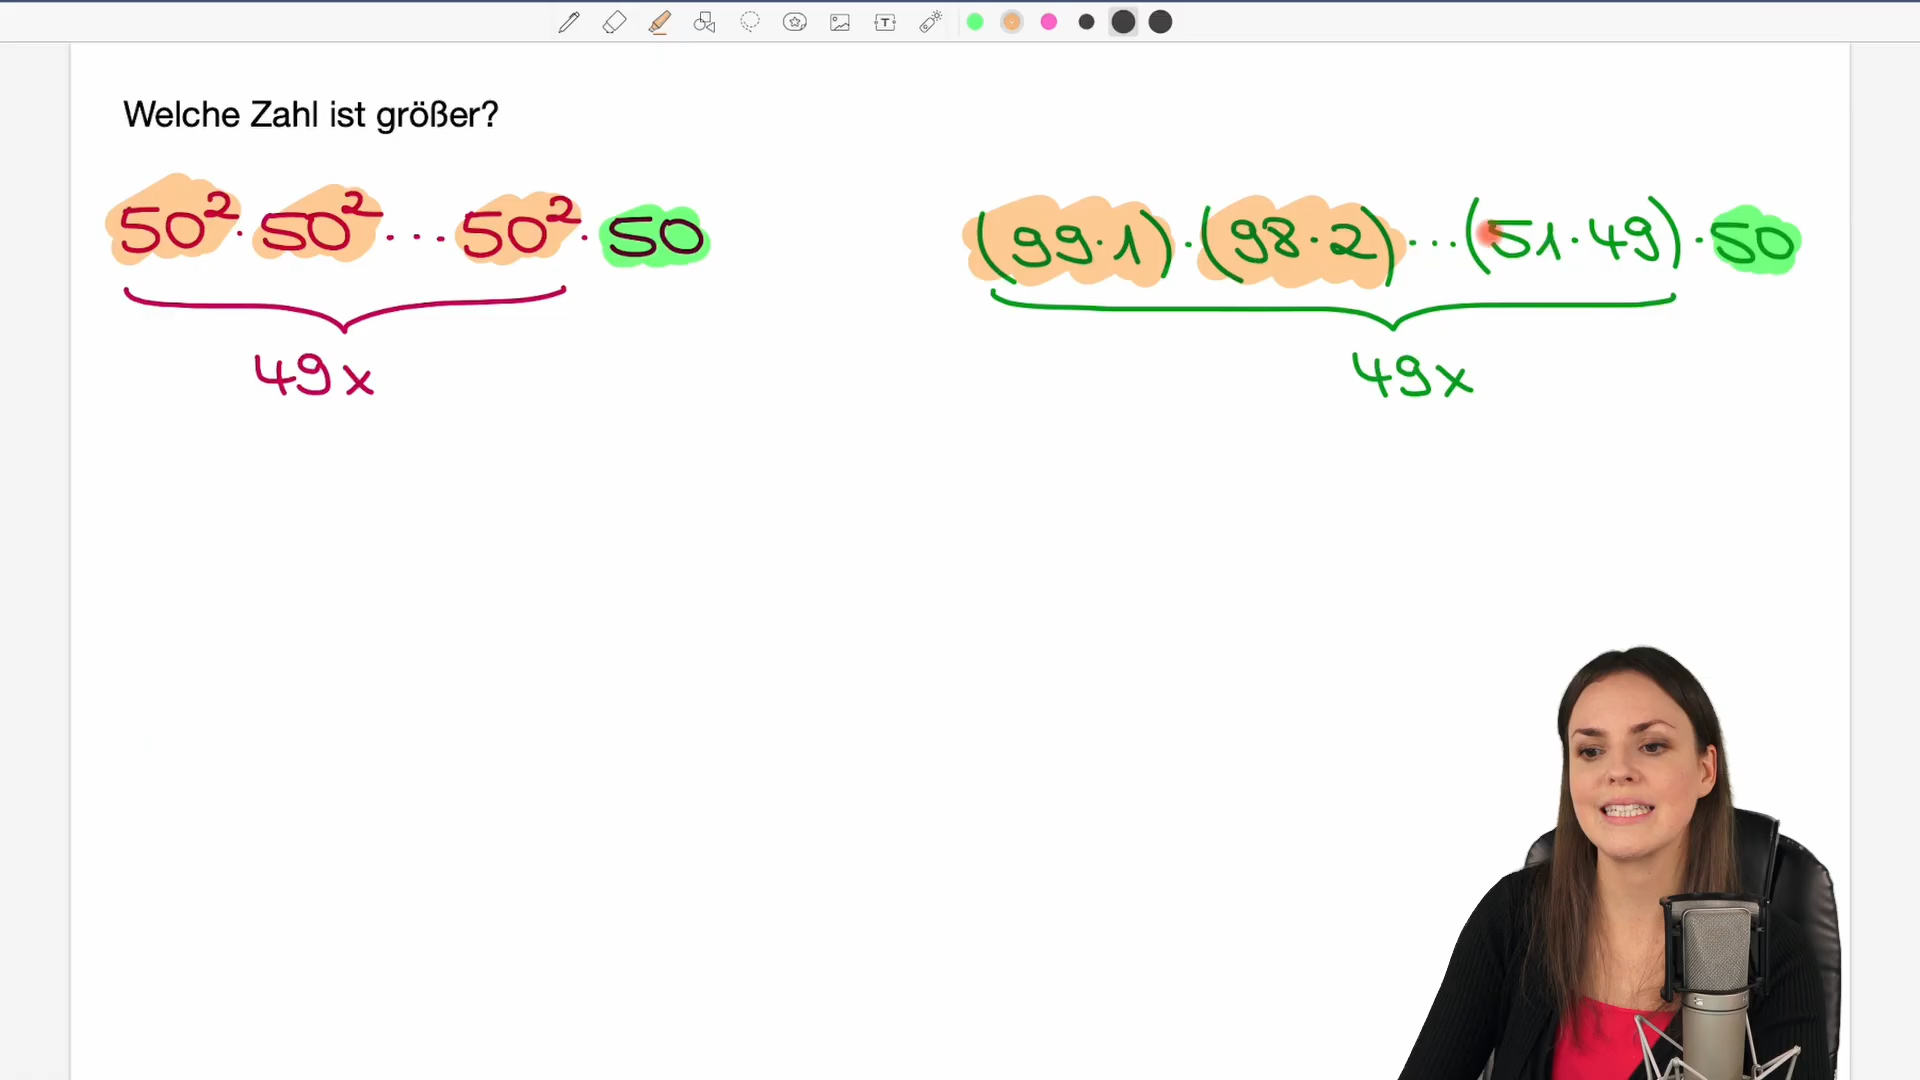 Welche Zahl ist größer?
50² · 50² · ... 50² · 50
(99·1) · (98·2) · ... (51·49) · 50
49x
49x